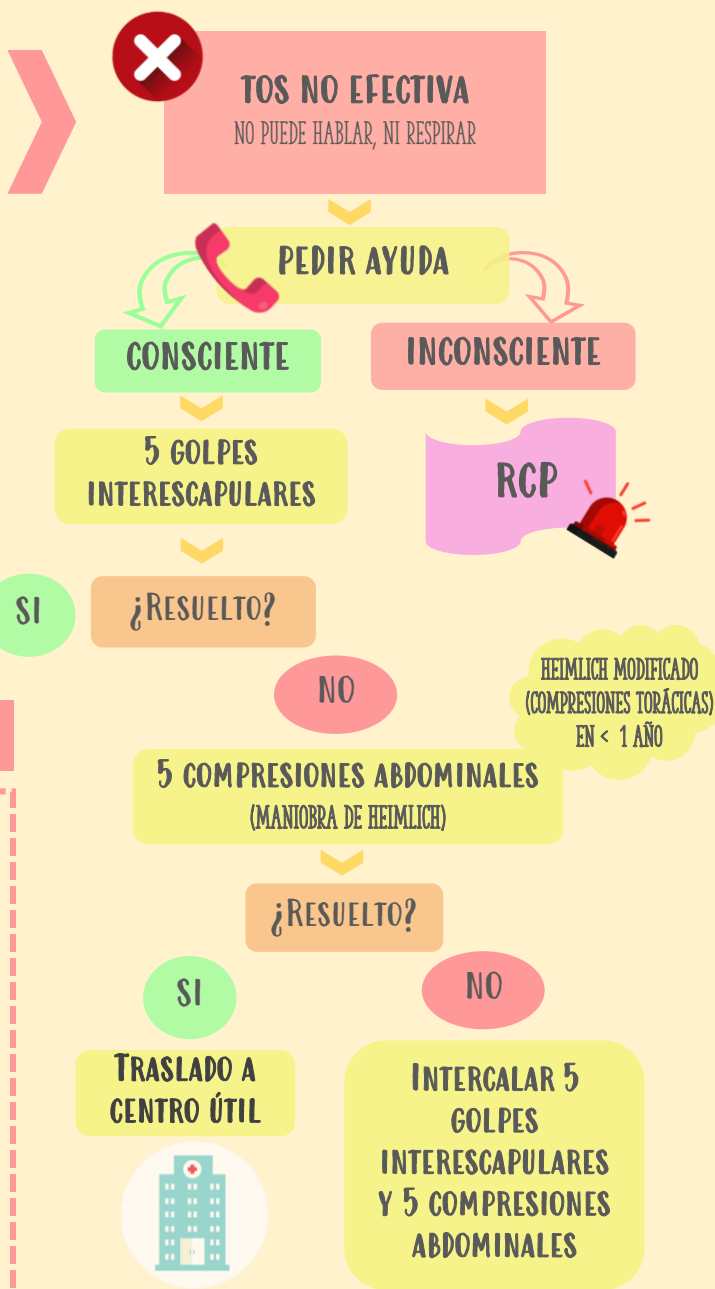 TOS NO EFECTIVA
NO PUEDE HABLAR, NI RESPIRAR
PEDIR AYUDA
CONSCIENTE
INCONSCIENTE
5 GOLPES
INTERESCAPULARES
RCP
SI
¿RESUELTO?
NO
HEIMLICH MODIFICADO
(COMPRESIONES TORÁCICAS)
EN < 1 AÑO
5 COMPRESIONES ABDOMINALES
(MANIOBRA DE HEIMLICH)
¿RESUELTO?
SI
NO
TRASLADO A
CENTRO ÚTIL
INTERCALAR 5
GOLPES
INTERESCAPULARES
Y 5 COMPRESIONES
ABDOMINALES